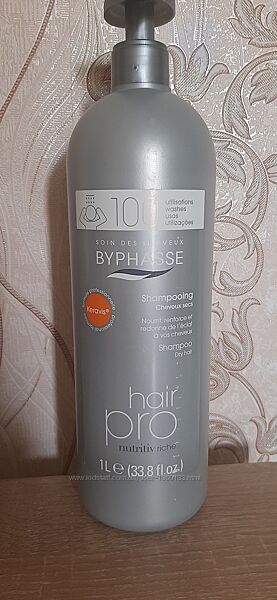 100
utilisations
washes
usos
utilizações
SOIN DES CHEVEUX
BYPHASSE
Shampooing
Cheveux secs
Keravis®
Nourrit, renforce et
redonne de l'éclat
à vos cheveux
Shampoo
Dry hair
hair
pro
nutritiv riche
1L e (33,8 fl.oz.)